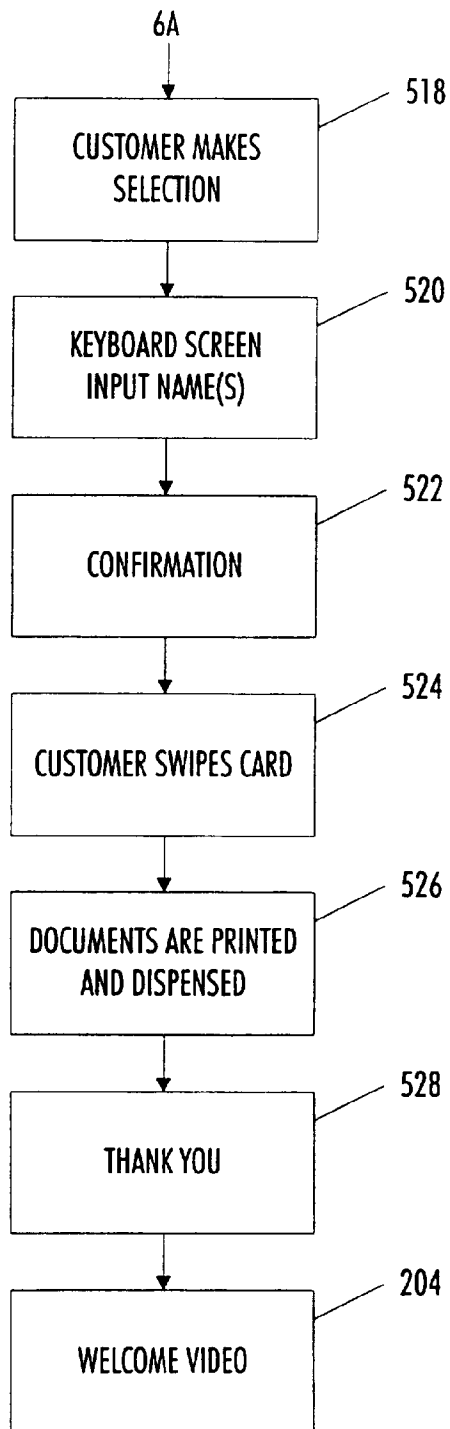 6A
518
CUSTOMER MAKES
SELECTION
520
KEYBOARD SCREEN
INPUT NAME(S)
522
CONFIRMATION
524
CUSTOMER SWIPES CARD
526
DOCUMENTS ARE PRINTED
AND DISPENSED
528
THANK YOU
204
WELCOME VIDEO